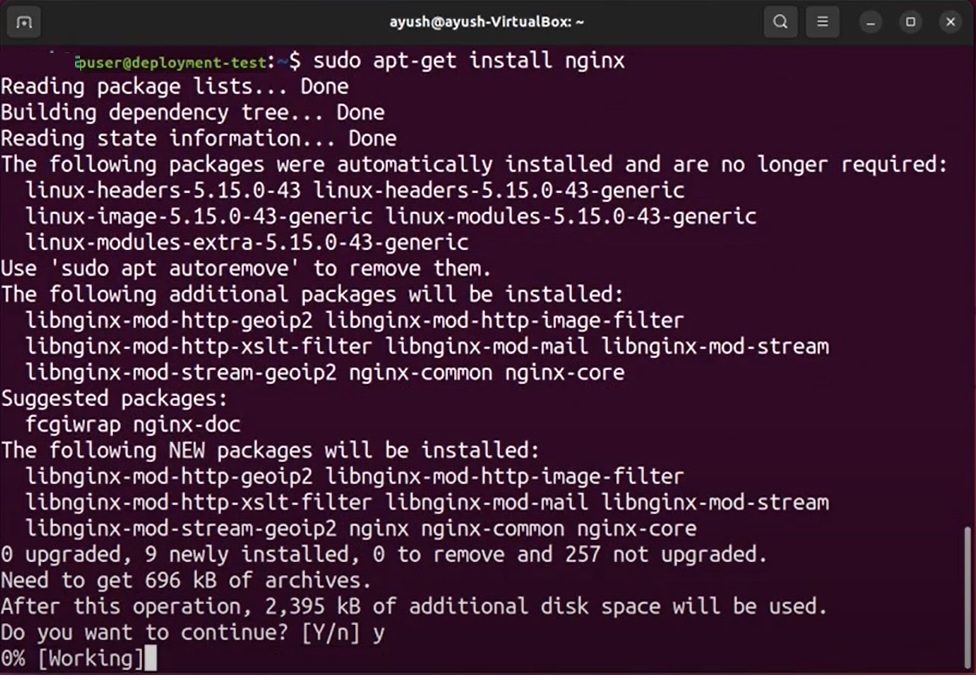 ayush@ayush-VirtualBox: ~
puser@deployment-test:~$ sudo apt-get install nginx
Reading package lists... Done
Building dependency tree... Done
Reading state information... Done
The following packages were automatically installed and are no longer required:
  linux-headers-5.15.0-43 linux-headers-5.15.0-43-generic
  linux-image-5.15.0-43-generic linux-modules-5.15.0-43-generic
  linux-modules-extra-5.15.0-43-generic
Use 'sudo apt autoremove' to remove them.
The following additional packages will be installed:
  libnginx-mod-http-geoip2 libnginx-mod-http-image-filter
  libnginx-mod-http-xslt-filter libnginx-mod-mail libnginx-mod-stream
  libnginx-mod-stream-geoip2 nginx-common nginx-core
Suggested packages:
  fcgiwrap nginx-doc
The following NEW packages will be installed:
  libnginx-mod-http-geoip2 libnginx-mod-http-image-filter
  libnginx-mod-http-xslt-filter libnginx-mod-mail libnginx-mod-stream
  libnginx-mod-stream-geoip2 nginx nginx-common nginx-core
0 upgraded, 9 newly installed, 0 to remove and 257 not upgraded.
Need to get 696 kB of archives.
After this operation, 2,395 kB of additional disk space will be used.
Do you want to continue? [Y/n] y
0% [Working]